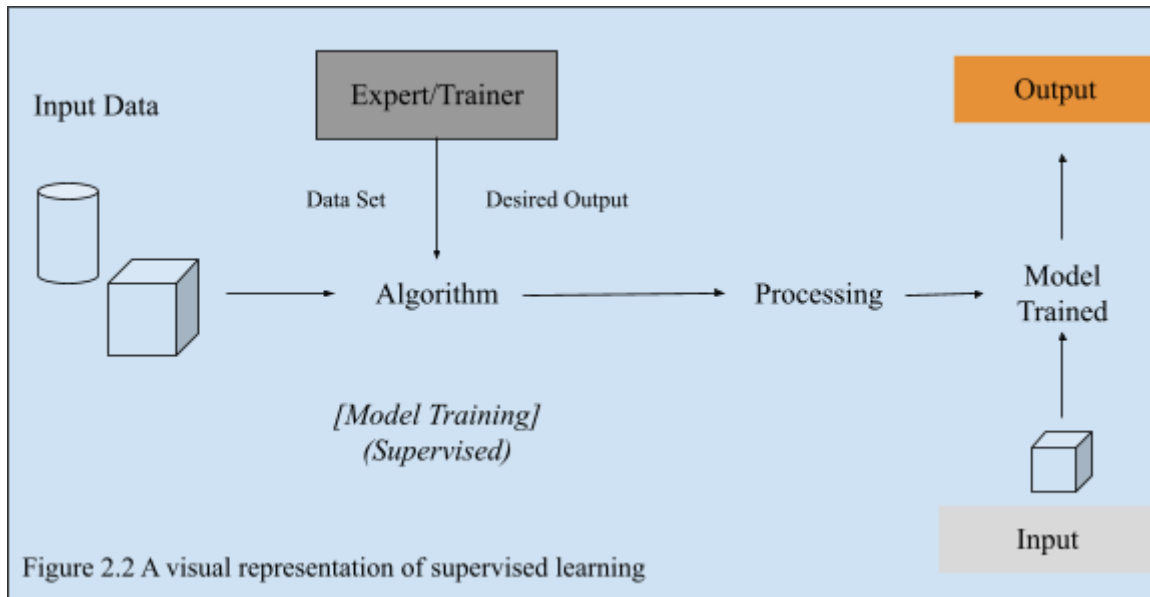 Input Data
Expert/Trainer
Output
Data Set
Desired Output
Algorithm
Processing
Model
Trained
[Model Training]
(Supervised)
Input
Figure 2.2 A visual representation of supervised learning